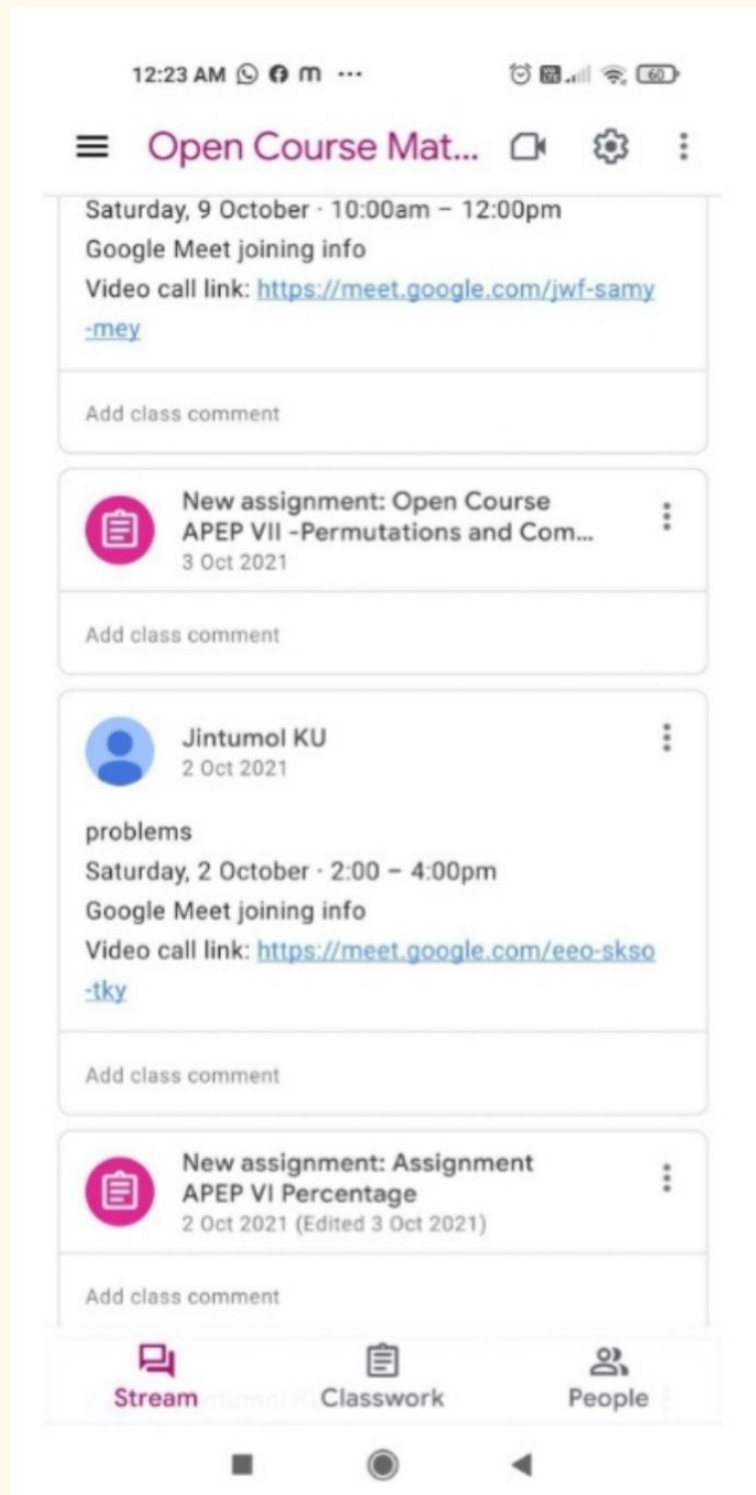 12:23 AM m ...
60
Open Course Mat...
Saturday, 9 October · 10:00am – 12:00pm
Google Meet joining info
Video call link: https://meet.google.com/jwf-samy
-mey
Add class comment
New assignment: Open Course
APEP VII -Permutations and Com...
3 Oct 2021
Add class comment
Jintumol KU
2 Oct 2021
problems
Saturday, 2 October · 2:00 – 4:00pm
Google Meet joining info
Video call link: https://meet.google.com/eeo-skso
-tky
Add class comment
New assignment: Assignment
APEP VI Percentage
2 Oct 2021 (Edited 3 Oct 2021)
Add class comment
Stream Classwork People